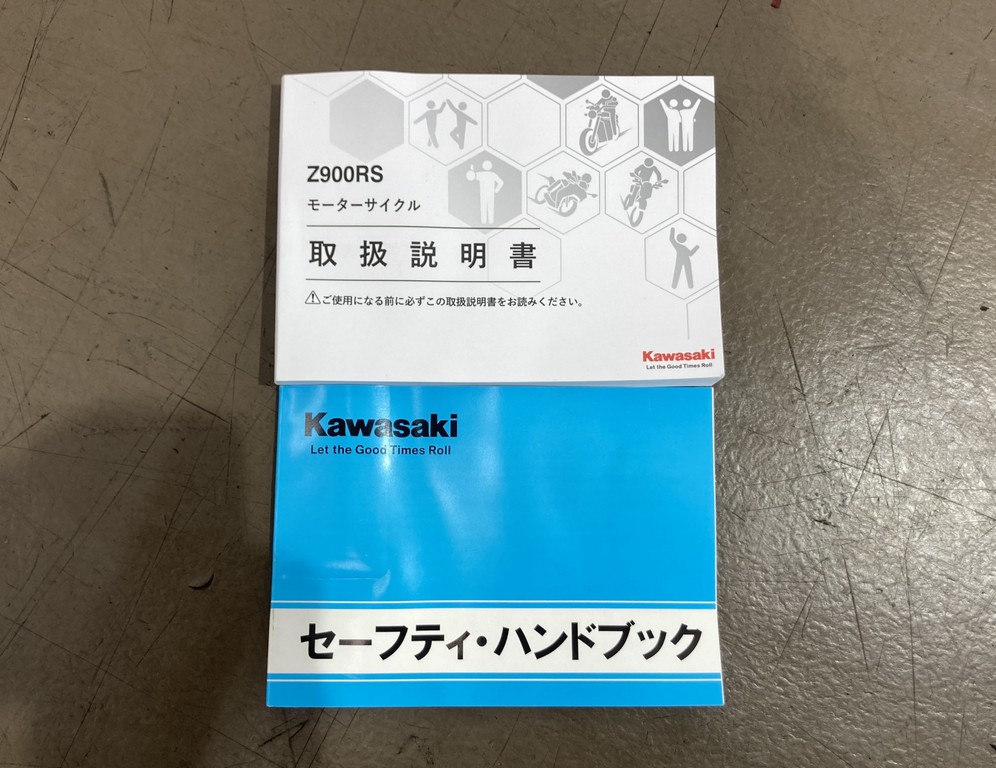 Z900RS
モーターサイクル
取扱説明書
⚠ご使用になる前に必ずこの取扱説明書をお読みください。
Kawasaki
Let the Good Times Roll
Kawasaki
Let the Good Times Roll
セーフティ・ハンドブック